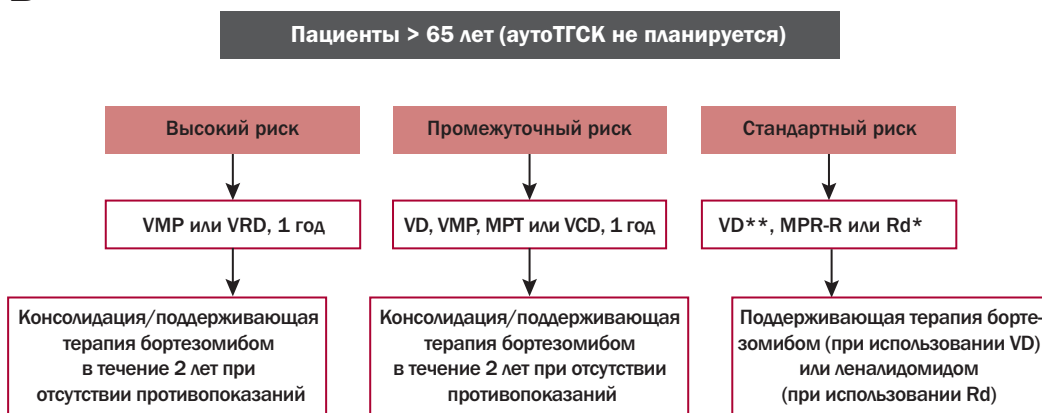 Пациенты > 65 лет (аутоТГСК не планируется)
Высокий риск
Промежуточный риск
Стандартный риск
VMP или VRD, 1 год
VD, VMP, MPT или VCD, 1 год
VD**, MPR-R или Rd*
Консолидация/поддерживающая
терапия бортезомибом
в течение 2 лет при
отсутствии противопоказаний
Консолидация/поддерживающая
терапия бортезомибом
в течение 2 лет при отсутствии
противопоказаний
Поддерживающая терапия борте-
зомибом (при использовании VD)
или леналидомидом
(при использовании Rd)